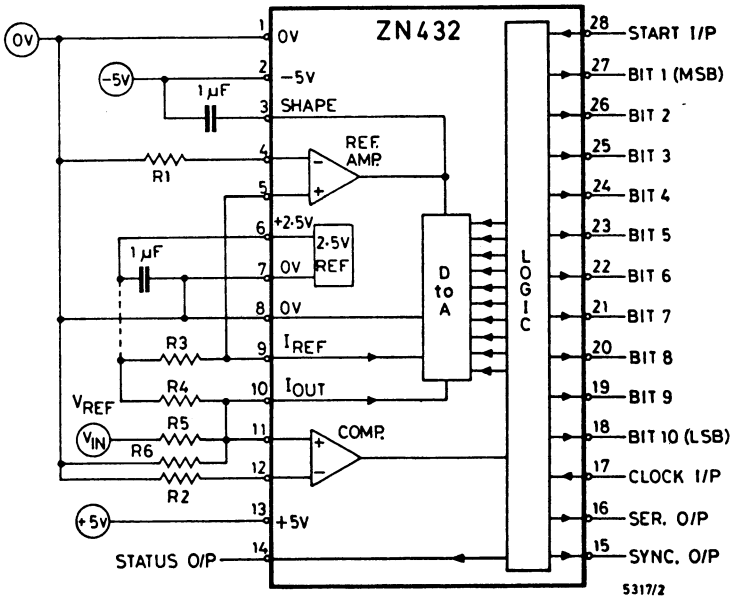 ZN432
0V
1
0V
-5V
2
-5V
1µF
3
SHAPE
REF.
AMP.
4
R1
5
6
+2.5V
2.5V
REF
1µF
7
0V
8
0V
R3
9
IREF
R4
10
IOUT
VREF
R5
VIN
11
COMP.
R6
12
R2
+5V
13
+5V
STATUS O/P
14
D
to
A
LOGIC
28
START I/P
27
BIT 1 (MSB)
26
BIT 2
25
BIT 3
24
BIT 4
23
BIT 5
22
BIT 6
21
BIT 7
20
BIT 8
19
BIT 9
18
BIT 10 (LSB)
17
CLOCK I/P
16
SER. O/P
15
SYNC. O/P
5317/2